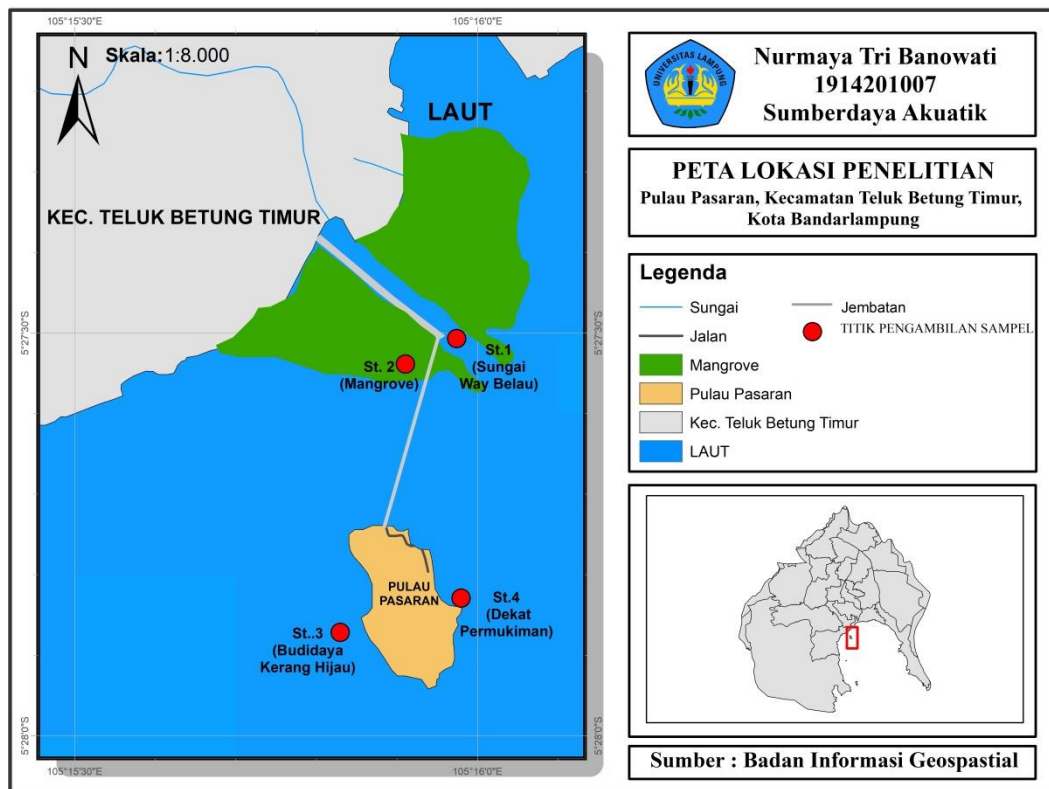 105°15'30"E
105°16'0"E
N
Skala:1:8.000
LAUT
KEC. TELUK BETUNG TIMUR
5°27'30"S
5°27'30"S
St.1
(Sungai
Way Belau)
St. 2
(Mangrove)
PULAU
PASARAN
St.4
(Dekat
Permukiman)
St..3
(Budidaya
Kerang Hijau)
5°28'0"S
5°28'0"S
105°15'30"E
105°16'0"E
UNIVERSITAS LAMPUNG
Nurmaya Tri Banowati
1914201007
Sumberdaya Akuatik
PETA LOKASI PENELITIAN
Pulau Pasaran, Kecamatan Teluk Betung Timur,
Kota Bandarlampung
Legenda
Sungai
Jembatan
Jalan
TITIK PENGAMBILAN SAMPEL
Mangrove
Pulau Pasaran
Kec. Teluk Betung Timur
LAUT
Sumber : Badan Informasi Geospastial